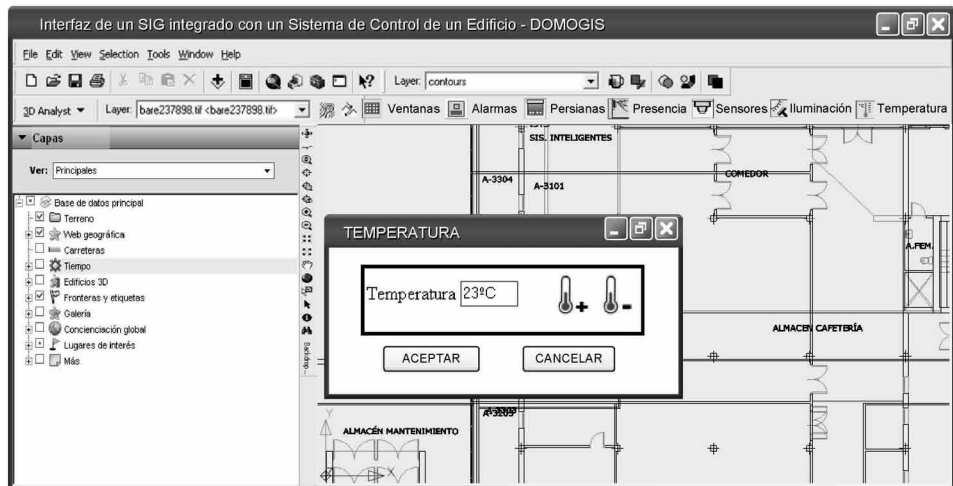 Interfaz de un SIG integrado con un Sistema de Control de un Edificio - DOMOGIS
File Edit View Selection Tools Window Help
Layer: contours
3D Analyst Layer: bare237898.tif <bare237898.tif> Ventanas Alarmas Persianas Presencia Sensores Iluminación Temperatura
Capas
Ver: Principales
Base de datos principal
Terreno
Web geográfica
Carreteras
Tiempo
Edificios 3D
Fronteras y etiquetas
Galería
Concienciación global
Lugares de interés
Más
Backdrop...
SIS. INTELIGENTES
A-3304
A-3101
COMEDOR
A.FEM.
TEMPERATURA
Temperatura 23ºC
ACEPTAR CANCELAR
ALMACEN CAFETERÍA
ALMACÉN MANTENIMIENTO
Y
X